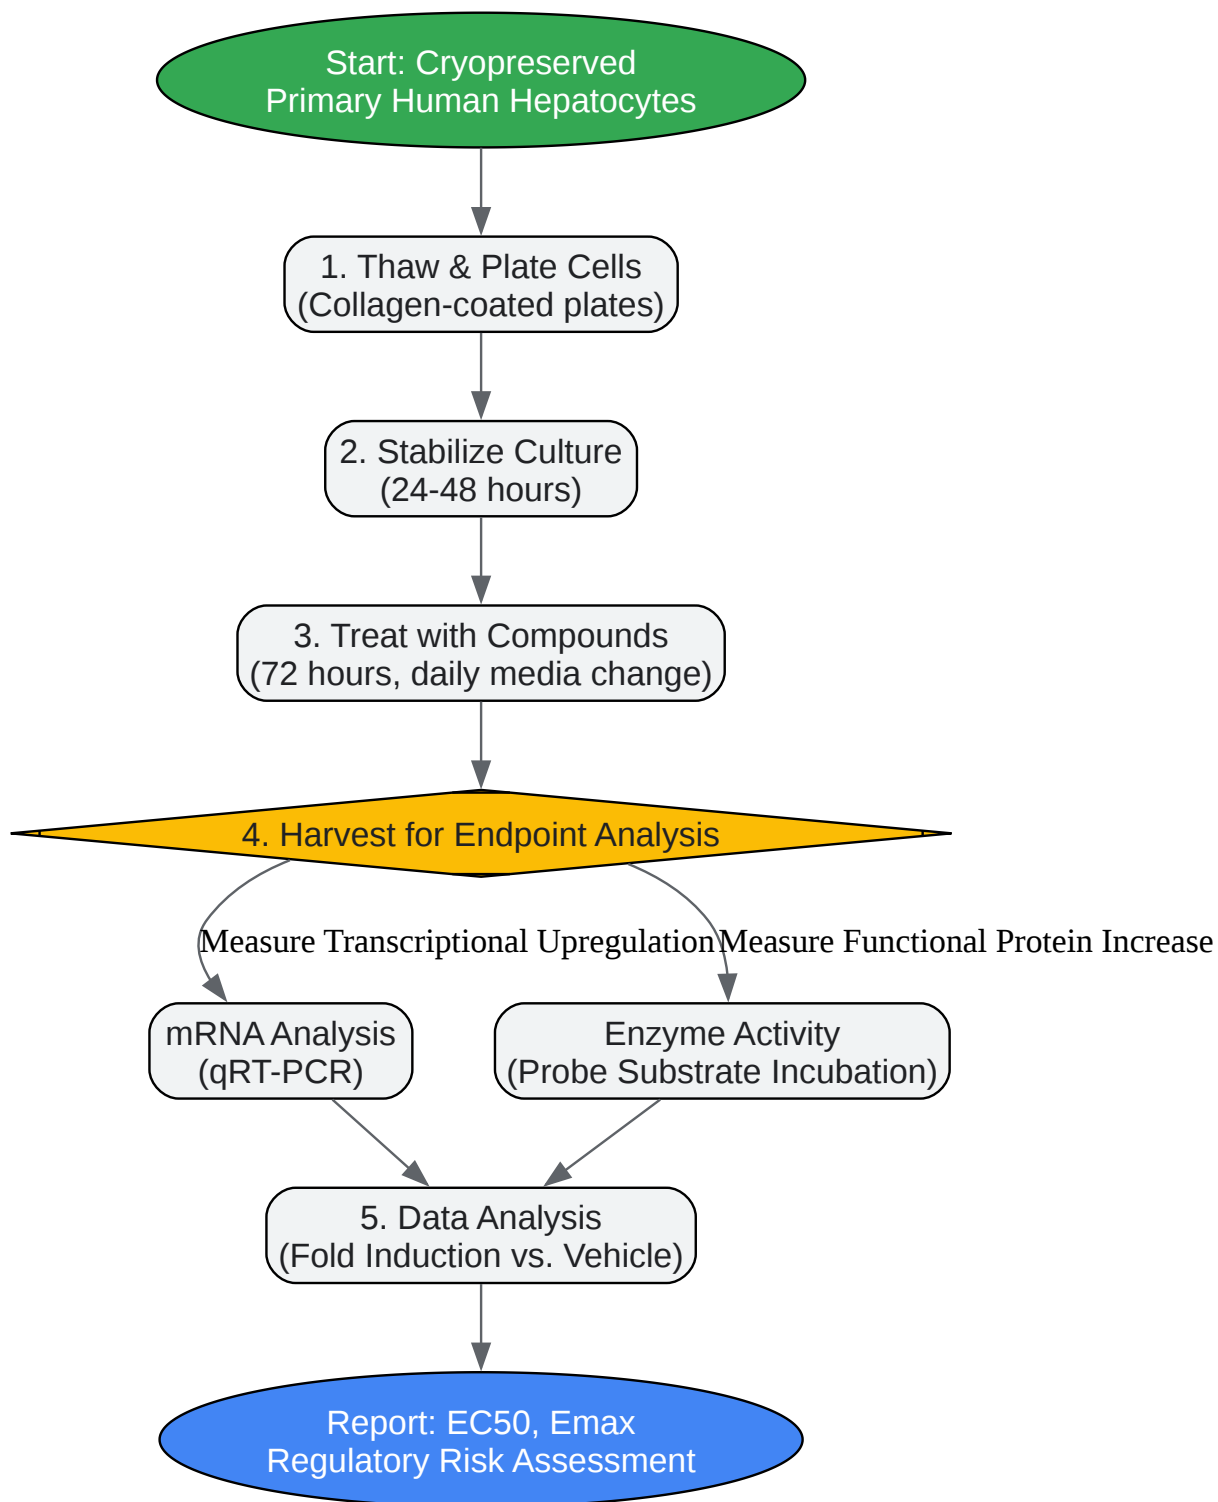 Start: Cryopreserved
Primary Human Hepatocytes
1. Thaw & Plate Cells
(Collagen-coated plates)
2. Stabilize Culture
(24-48 hours)
3. Treat with Compounds
(72 hours, daily media change)
4. Harvest for Endpoint Analysis
Measure Transcriptional Upregulation
Measure Functional Protein Increase
mRNA Analysis
(qRT-PCR)
Enzyme Activity
(Probe Substrate Incubation)
5. Data Analysis
(Fold Induction vs. Vehicle)
Report: EC50, Emax
Regulatory Risk Assessment